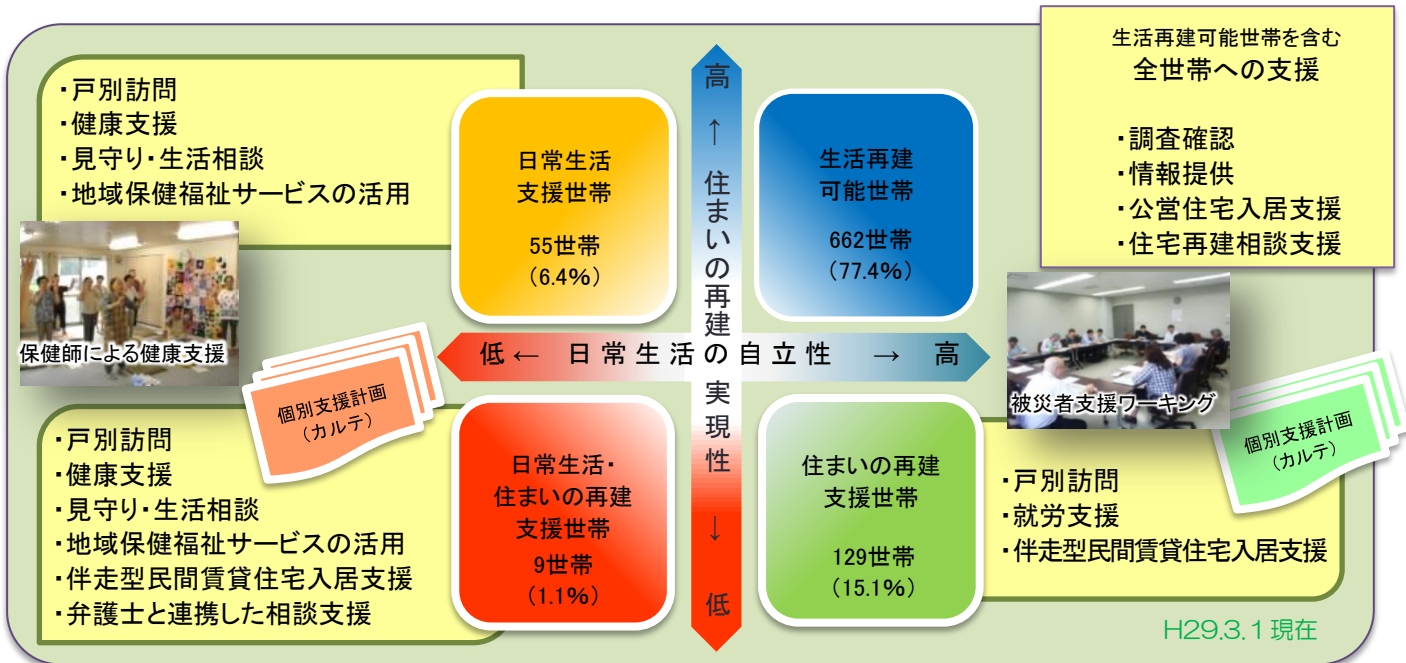 ・戸別訪問
・健康支援
・見守り・生活相談
・地域保健福祉サービスの活用
保健師による健康支援
日常生活
支援世帯
55世帯
(6.4%)
生活再建
可能世帯
662世帯
(77.4%)
生活再建可能世帯を含む
全世帯への支援
・調査確認
・情報提供
・公営住宅入居支援
・住宅再建相談支援
被災者支援ワーキング
高 ↑ 住まいの再建の実現性 ↓ 低
低 ← 日常生活の自立性 → 高
個別支援計画
(カルテ)
・戸別訪問
・健康支援
・見守り・生活相談
・地域保健福祉サービスの活用
・伴走型民間賃貸住宅入居支援
・弁護士と連携した相談支援
日常生活・
住まいの再建
支援世帯
9世帯
(1.1%)
住まいの再建
支援世帯
129世帯
(15.1%)
個別支援計画
(カルテ)
・戸別訪問
・就労支援
・伴走型民間賃貸住宅入居支援
H29.3.1 現在